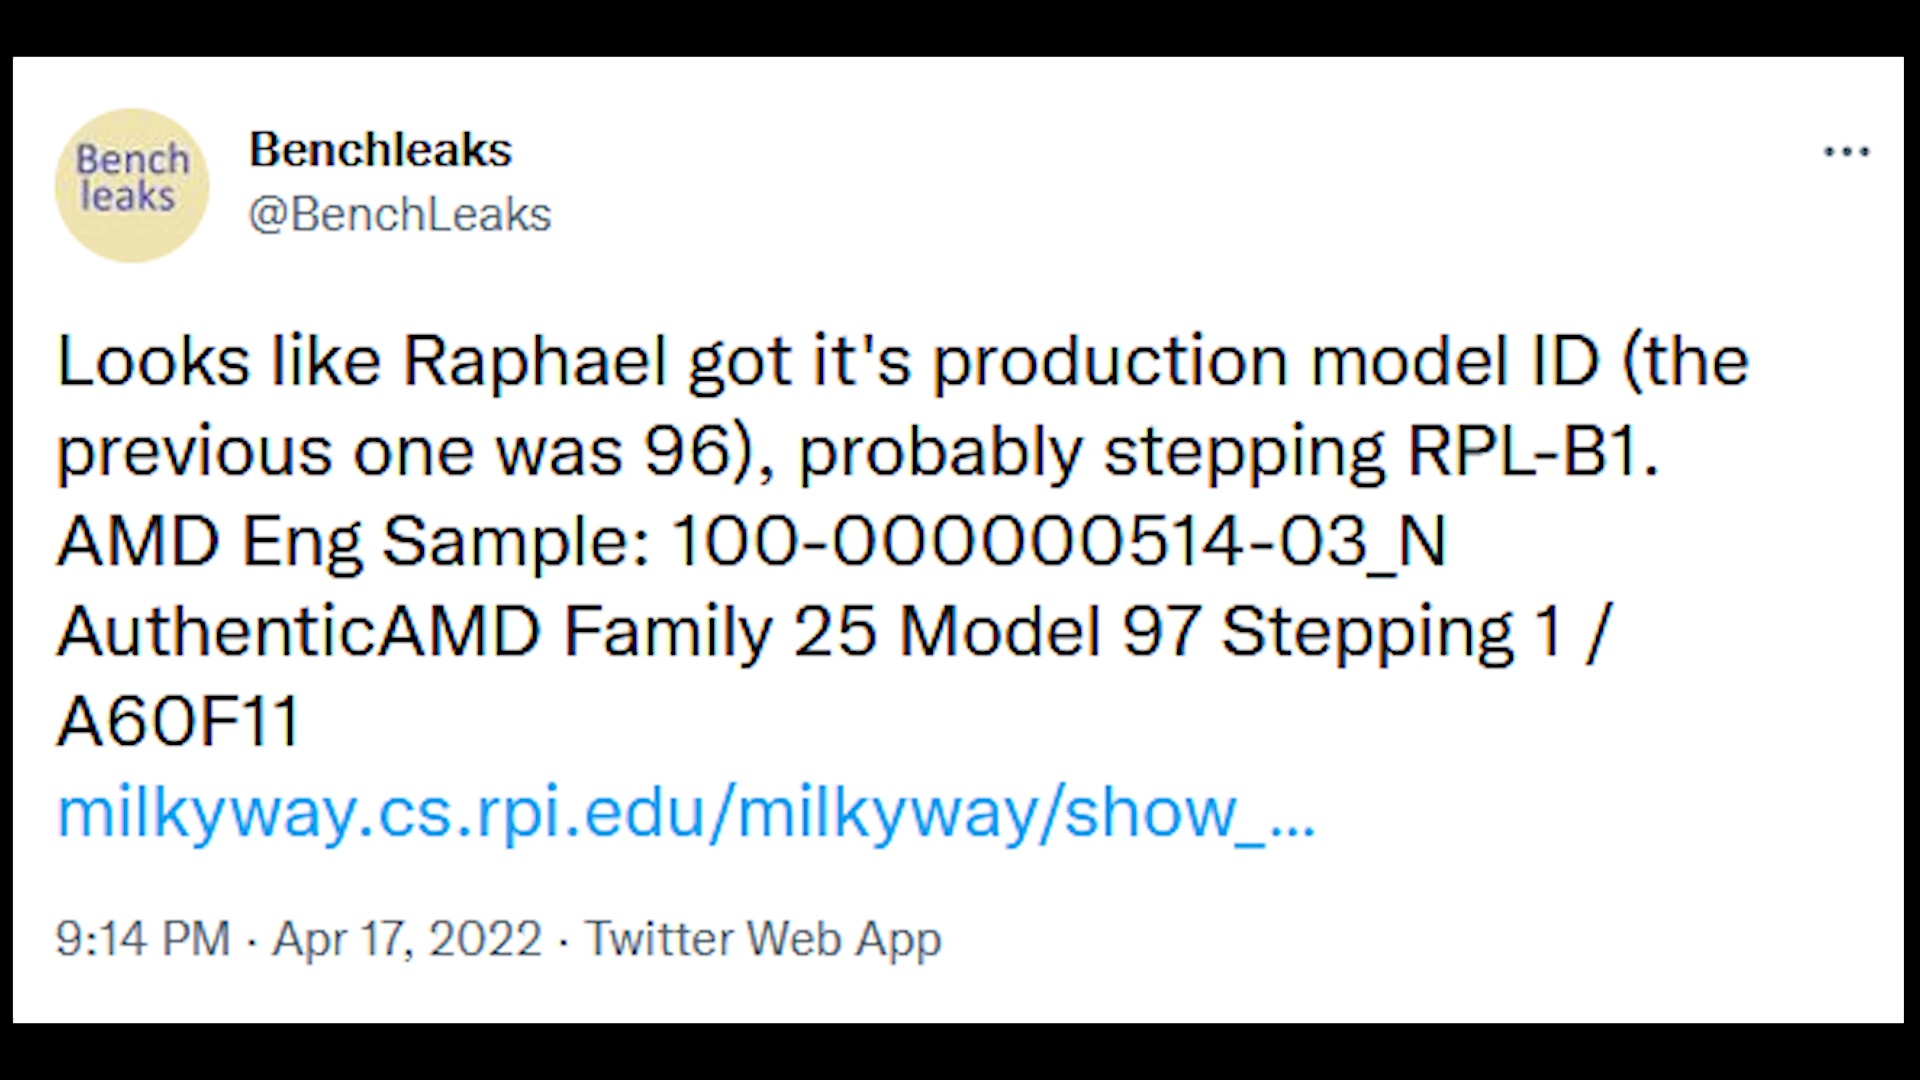 Bench
leaks
Benchleaks
@BenchLeaks
Looks like Raphael got it's production model ID (the
previous one was 96), probably stepping RPL-B1.
AMD Eng Sample: 100-000000514-03_N
AuthenticAMD Family 25 Model 97 Stepping 1 /
A60F11
milkyway.cs.rpi.edu/milkyway/show_...
9:14 PM · Apr 17, 2022 · Twitter Web App